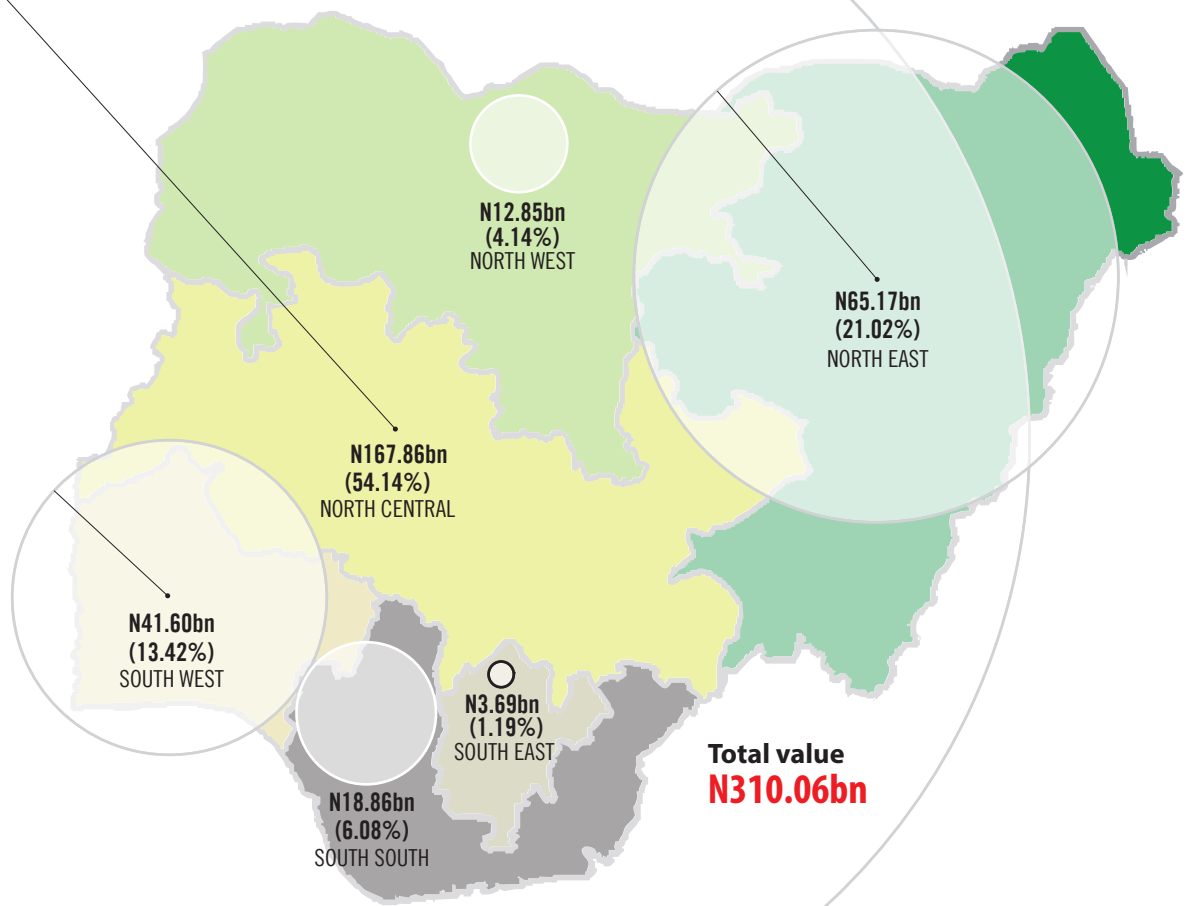 N12.85bn
(4.14%)
NORTH WEST
N65.17bn
(21.02%)
NORTH EAST
N167.86bn
(54.14%)
NORTH CENTRAL
N41.60bn
(13.42%)
SOUTH WEST
N3.69bn
(1.19%)
SOUTH EAST
N18.86bn
(6.08%)
SOUTH SOUTH
Total value
N310.06bn